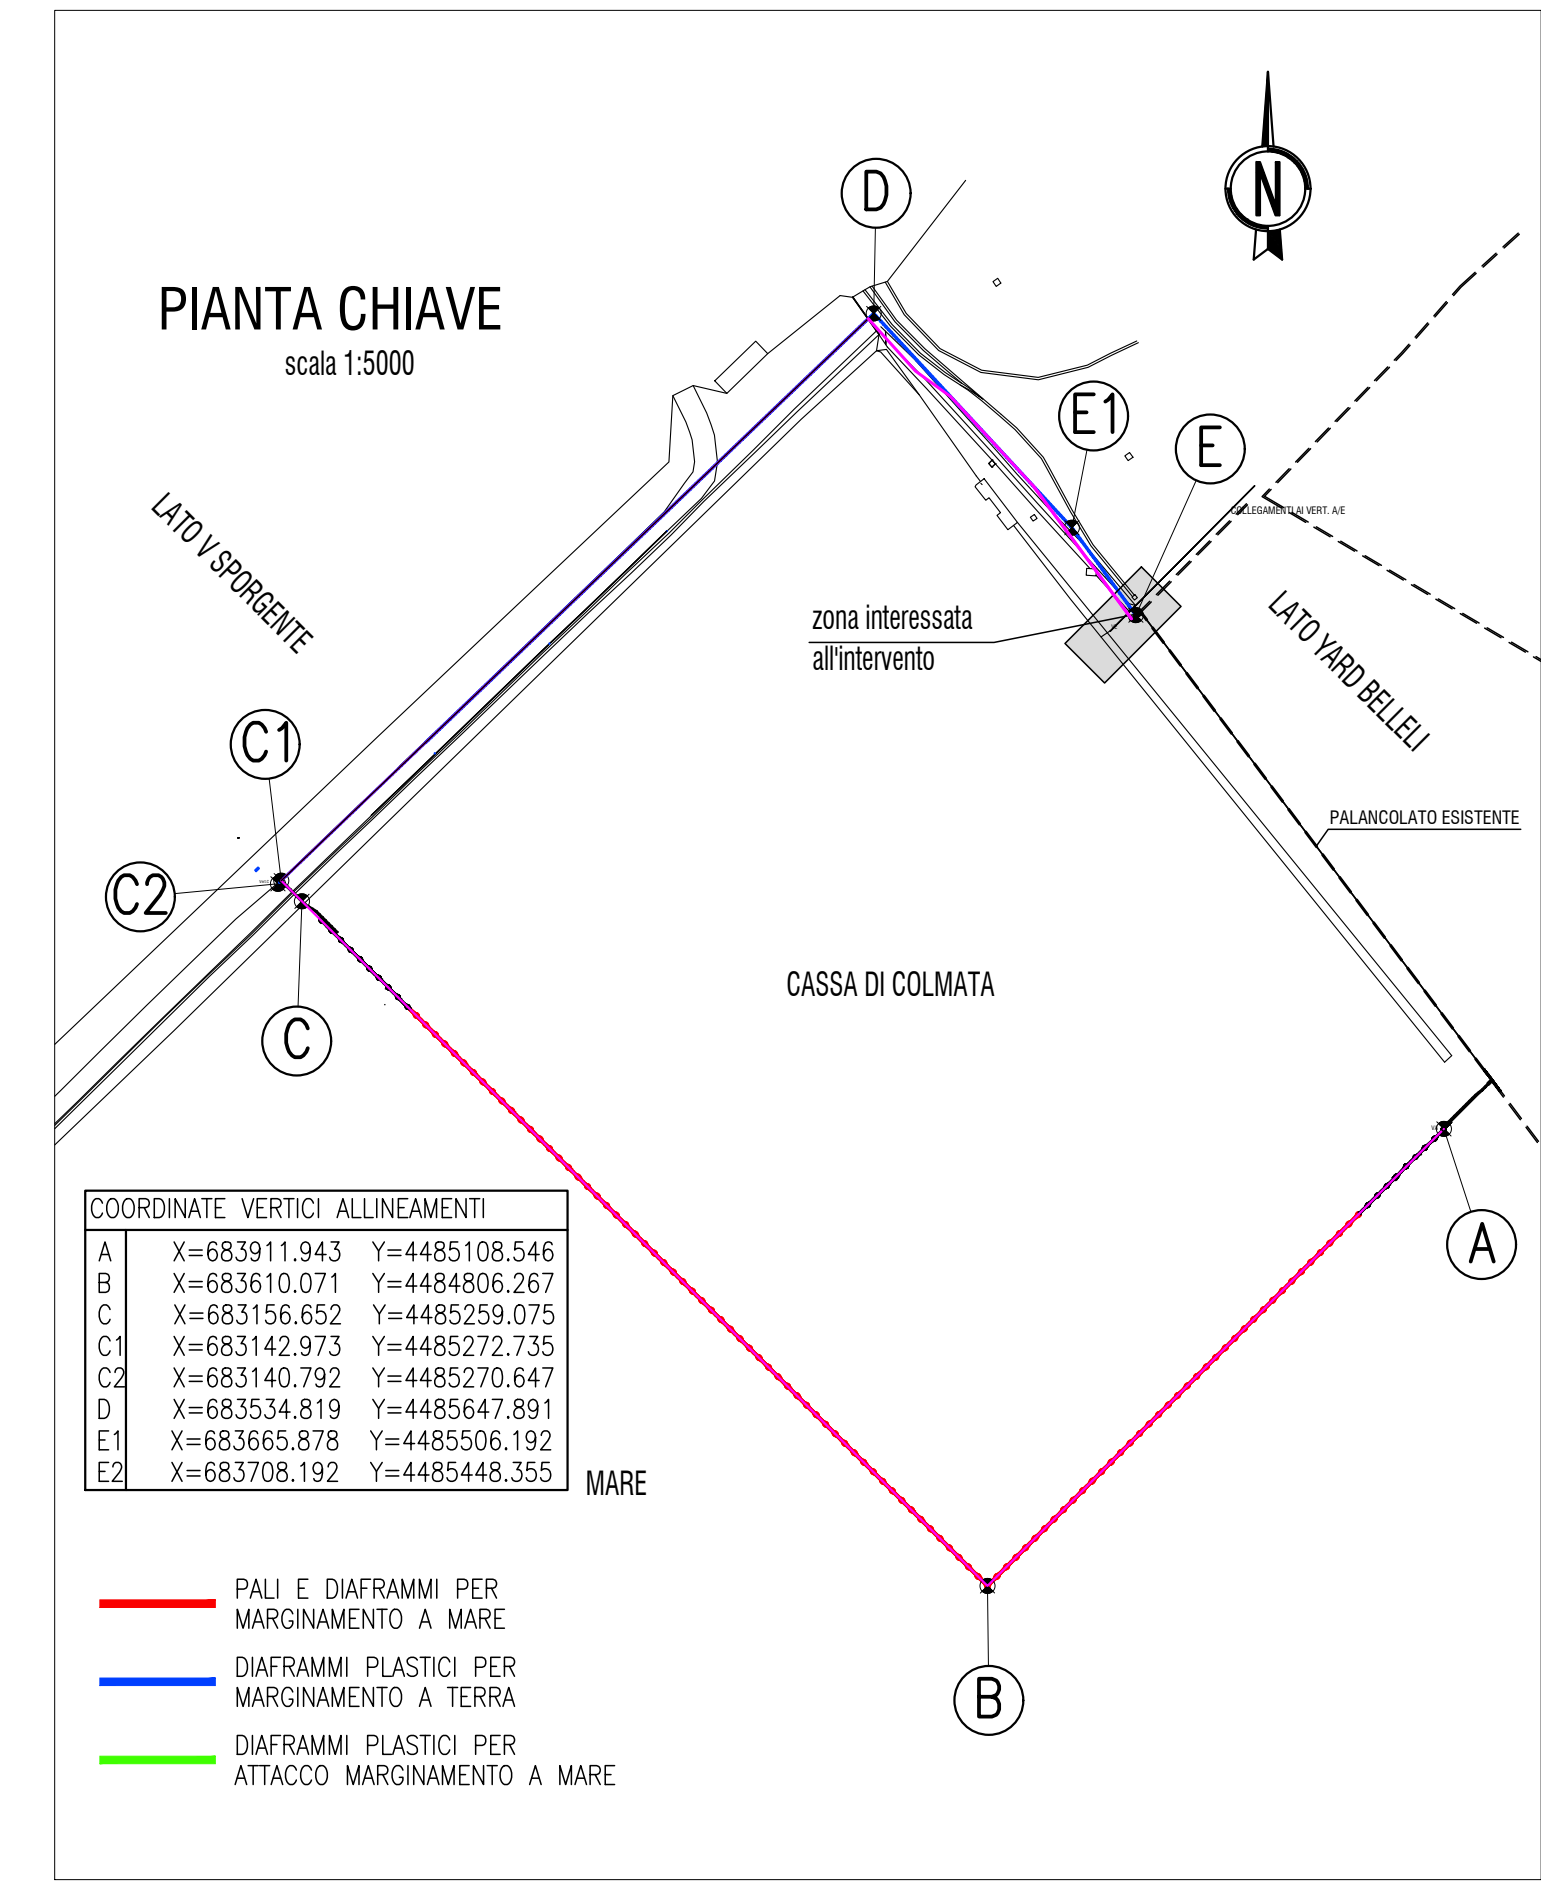 N
D
PIANTA CHIAVE
scala 1:5000
E1
E
COLLEGAMENTI AI VERT. A/E
LATO V SPORGENTE
zona interessata
all'intervento
LATO YARD BELLELI
C1
PALANCOLATO ESISTENTE
C2
CASSA DI COLMATA
C
A
COORDINATE VERTICI ALLINEAMENTI
A X=683911.943 Y=4485108.546
B X=683610.071 Y=4484806.267
C X=683156.652 Y=4485259.075
C1 X=683142.973 Y=4485272.735
C2 X=683140.792 Y=4485270.647
D X=683534.819 Y=4485647.891
E1 X=683665.878 Y=4485506.192
E2 X=683708.192 Y=4485448.355
MARE
PALI E DIAFRAMMI PER
MARGINAMENTO A MARE
DIAFRAMMI PLASTICI PER
MARGINAMENTO A TERRA
B
DIAFRAMMI PLASTICI PER
ATTACCO MARGINAMENTO A MARE